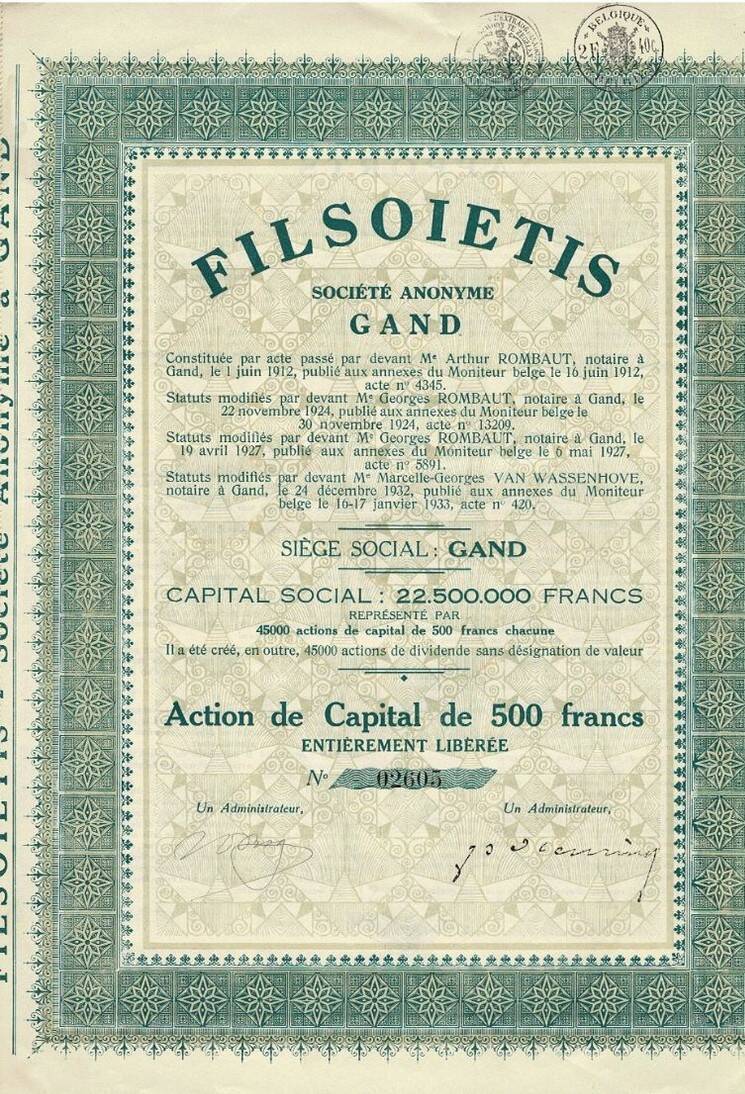 BELGIQUE
2F 40c
FILSOIETIS
SOCIÉTÉ ANONYME
GAND
Constituée par acte passé par devant Me Arthur ROMBAUT, notaire à
Gand, le 1 juin 1912, publié aux annexes du Moniteur belge le 16 juin 1912,
acte n° 4345.
Statuts modifiés par devant Me Georges ROMBAUT, notaire à Gand, le
22 novembre 1924, publié aux annexes du Moniteur belge le
30 novembre 1924, acte n° 13209.
Statuts modifiés par devant Me Georges ROMBAUT, notaire à Gand, le
19 avril 1927, publié aux annexes du Moniteur belge le 6 mai 1927,
acte n° 5891.
Statuts modifiés par devant Me Marcelle-Georges VAN WASSENHOVE,
notaire à Gand, le 24 décembre 1932, publié aux annexes du Moniteur
belge le 16-17 janvier 1933, acte n° 420.
SIÈGE SOCIAL : GAND
CAPITAL SOCIAL : 22.500.000 FRANCS
REPRÉSENTÉ PAR
45000 actions de capital de 500 francs chacune
Il a été créé, en outre, 45000 actions de dividende sans désignation de valeur
Action de Capital de 500 francs
ENTIÈREMENT LIBÉRÉE
N° 02605
Un Administrateur, Un Administrateur,
FILSOIETIS - Société Anonyme à GAND